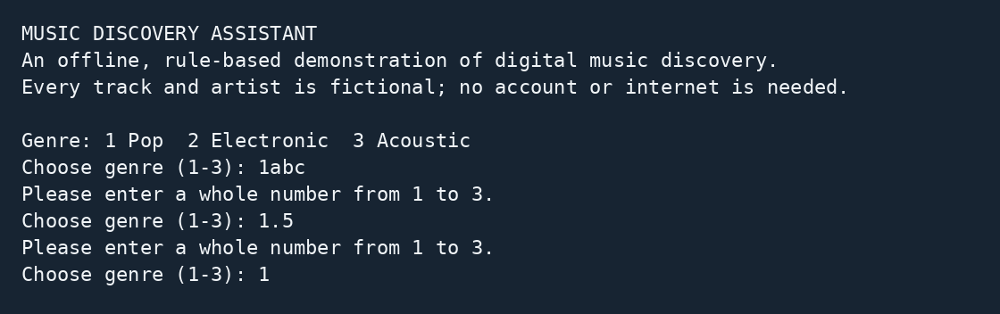 MUSIC DISCOVERY ASSISTANT
An offline, rule-based demonstration of digital music discovery.
Every track and artist is fictional; no account or internet is needed.
Genre: 1 Pop  2 Electronic  3 Acoustic
Choose genre (1-3): 1abc
Please enter a whole number from 1 to 3.
Choose genre (1-3): 1.5
Please enter a whole number from 1 to 3.
Choose genre (1-3): 1